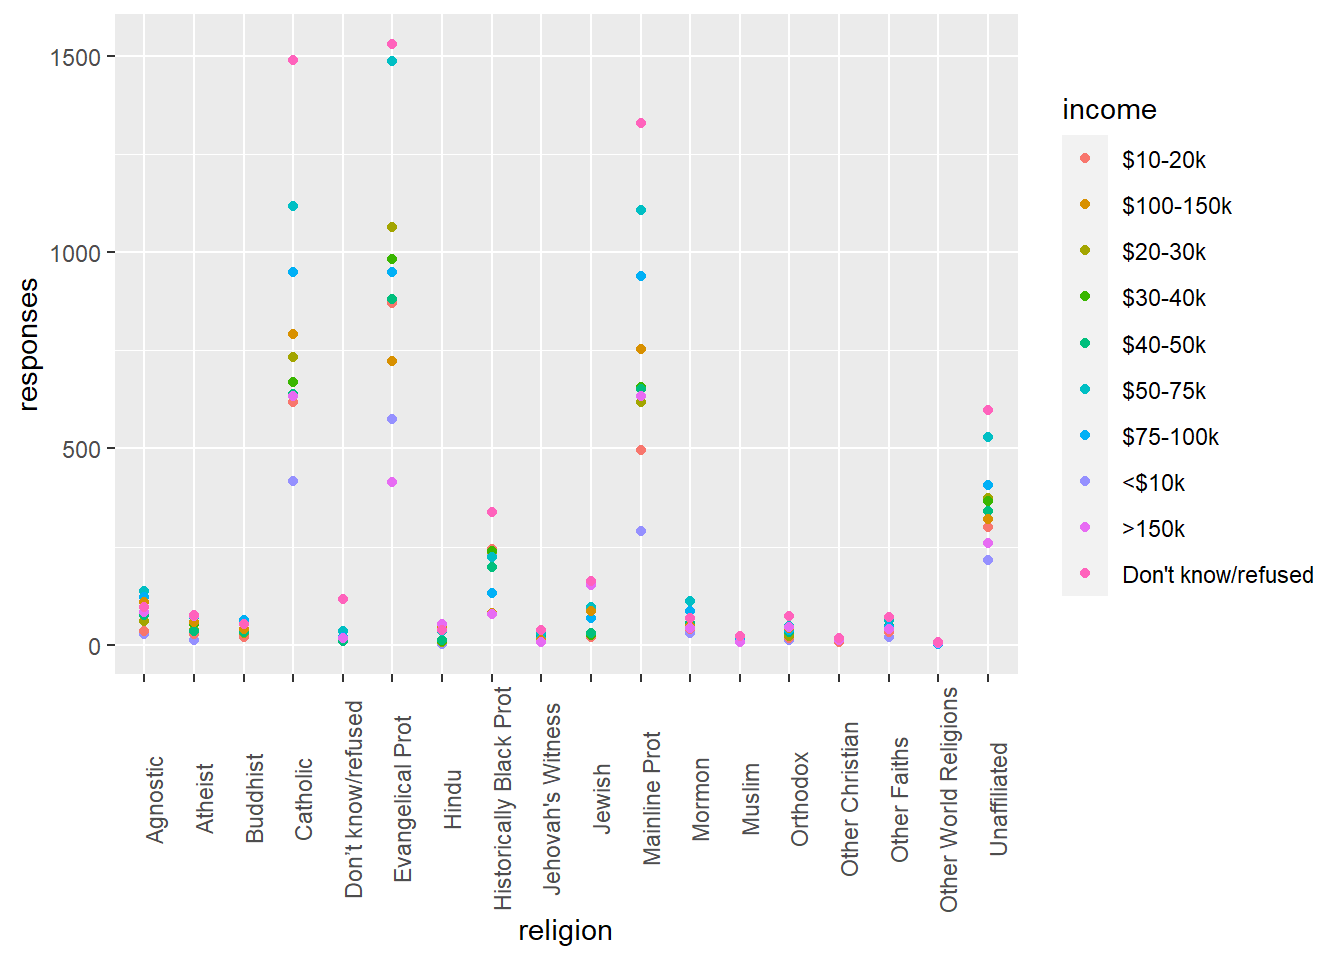 1500
1000
500
0
responses
Agnostic
Atheist
Buddhist
Catholic
Don’t know/refused
Evangelical Prot
Hindu
Historically Black Prot
Jehovah's Witness
Jewish
Mainline Prot
Mormon
Muslim
Orthodox
Other Christian
Other Faiths
Other World Religions
Unaffiliated
religion
income
$10-20k
$100-150k
$20-30k
$30-40k
$40-50k
$50-75k
$75-100k
<$10k
>150k
Don't know/refused